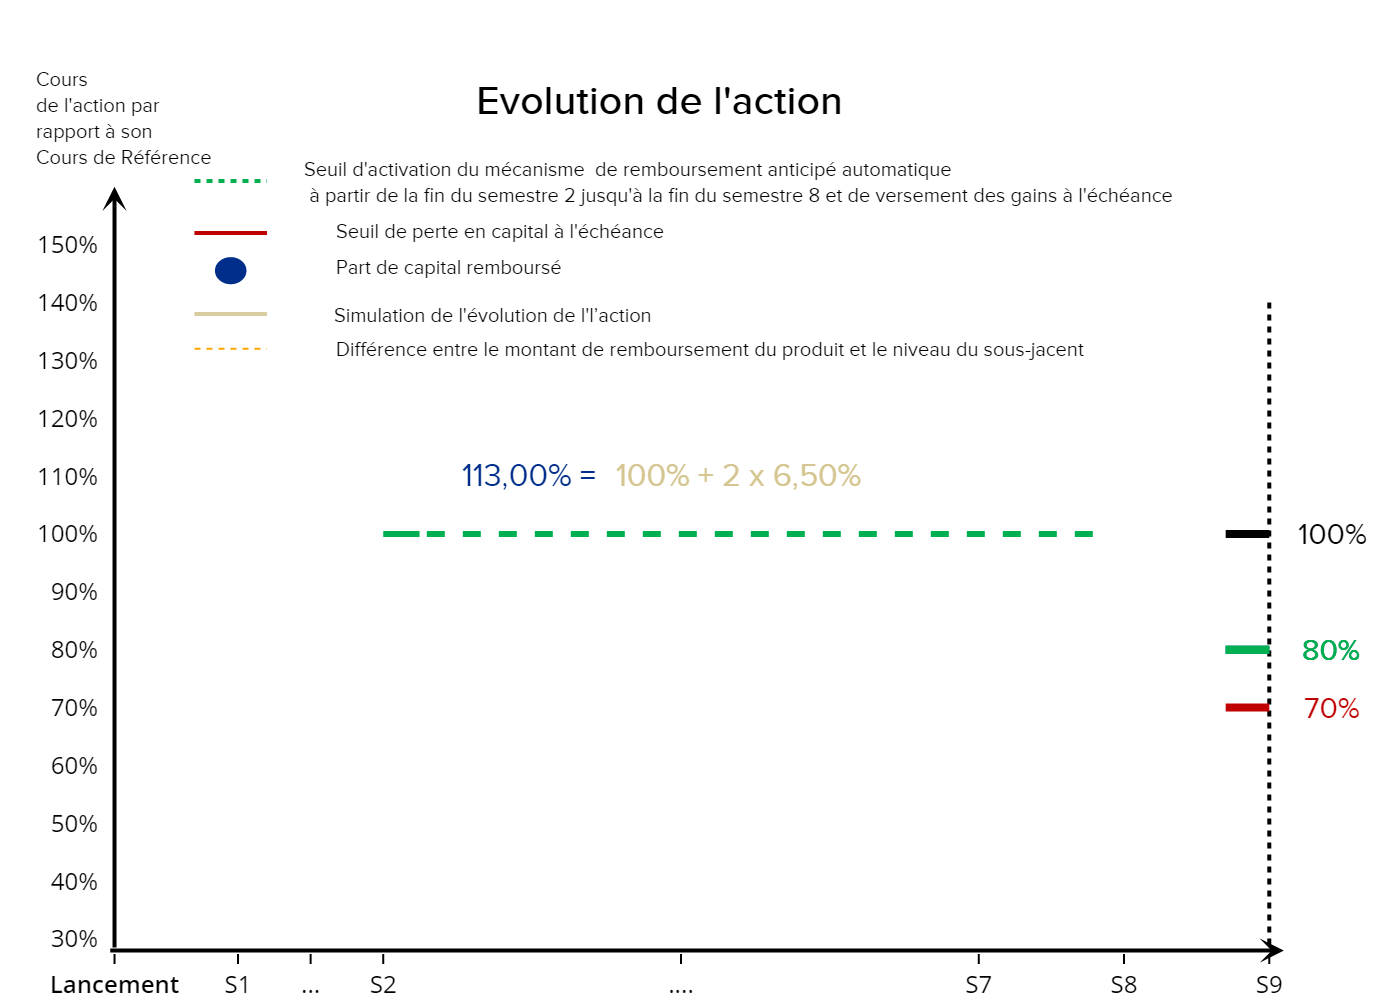 Cours
de l'action par
rapport à son
Cours de Référence
Evolution de l'action
Seuil d'activation du mécanisme  de remboursement anticipé automatique
à partir de la fin du semestre 2 jusqu'à la fin du semestre 8 et de versement des gains à l'échéance
Seuil de perte en capital à l'échéance
Part de capital remboursé
Simulation de l'évolution de l'l’action
Différence entre le montant de remboursement du produit et le niveau du sous-jacent
150%
140%
130%
120%
110%
100%
90%
80%
70%
60%
50%
40%
30%
113,00% = 100% + 2 x 6,50%
100%
80%
70%
Lancement S1 ... S2 .... S7 S8 S9